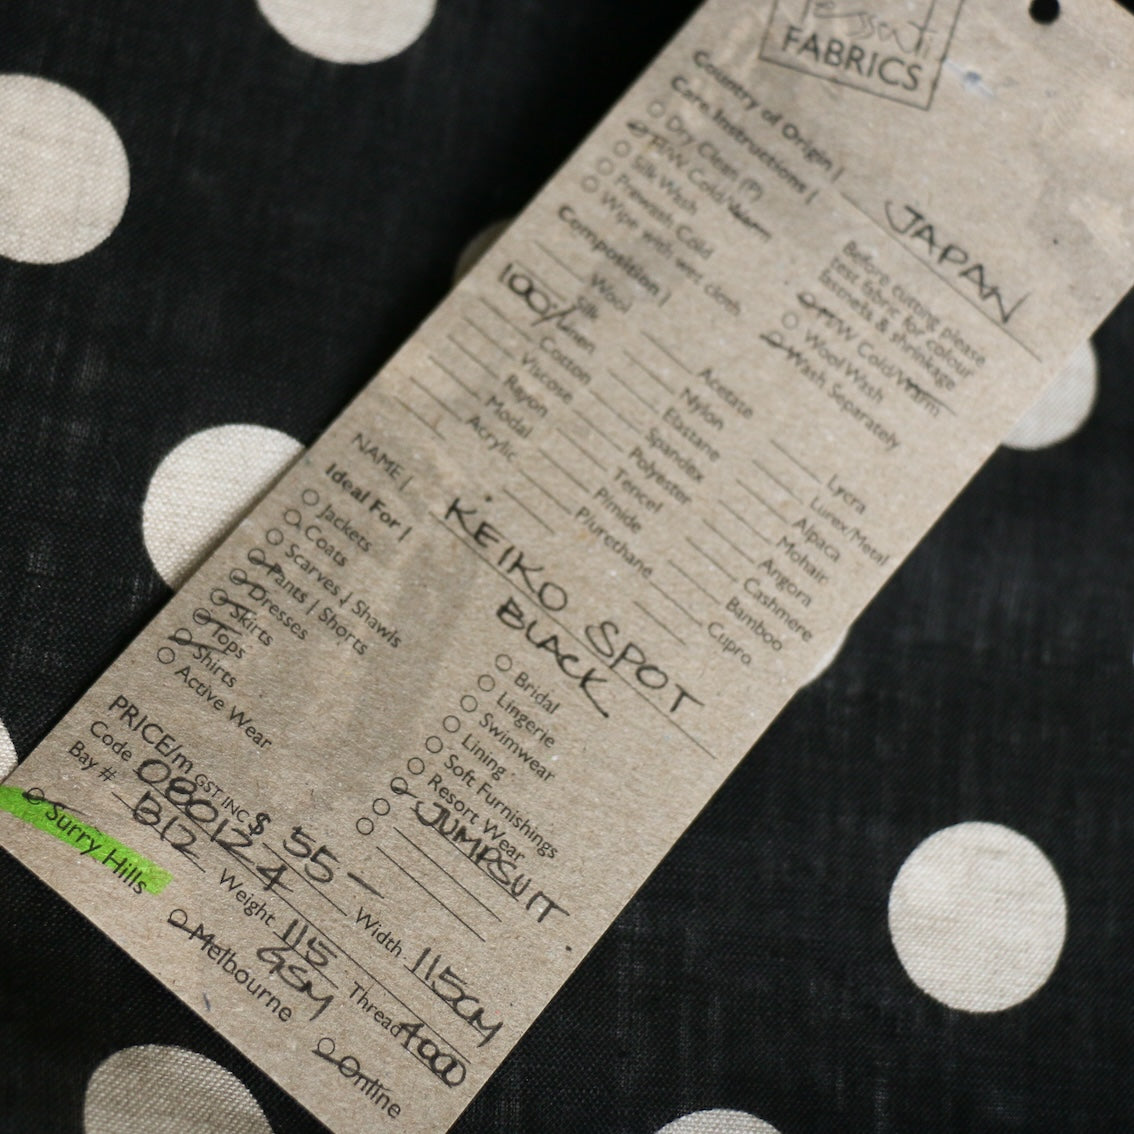 Tessuti
FABRICS
Country of Origin | JAPAN
Care Instructions |
Dry Clean (P)
H/W Cold/Warm
Silk Wash
Prewash Cold
Wipe with wet cloth
Before cutting please
test fabric for colour
fastness & shrinkage
H/W Cold/Warm
Wool Wash
Wash Separately
Composition |
Wool
Silk
100% Linen
Cotton
Viscose
Rayon
Modal
Acrylic
Acetate
Nylon
Elastane
Spandex
Polyester
Tencel
Pimide
P/urethane
Lycra
Lurex/Metal
Alpaca
Mohair
Angora
Cashmere
Bamboo
Cupro
NAME | KEIKO SPOT
BLACK
Ideal For |
Jackets
Coats
Scarves | Shawls
Pants | Shorts
Dresses
Skirts
Tops
Shirts
Active Wear
Bridal
Lingerie
Swimwear
Lining
Soft Furnishings
Resort Wear
JUMPSUIT
PRICE/m GST INC $ 55 —
Code 080124 Width 115CM
Bay # B12 Weight 115 GSM Thread 4000
Surry Hills
Melbourne
Online